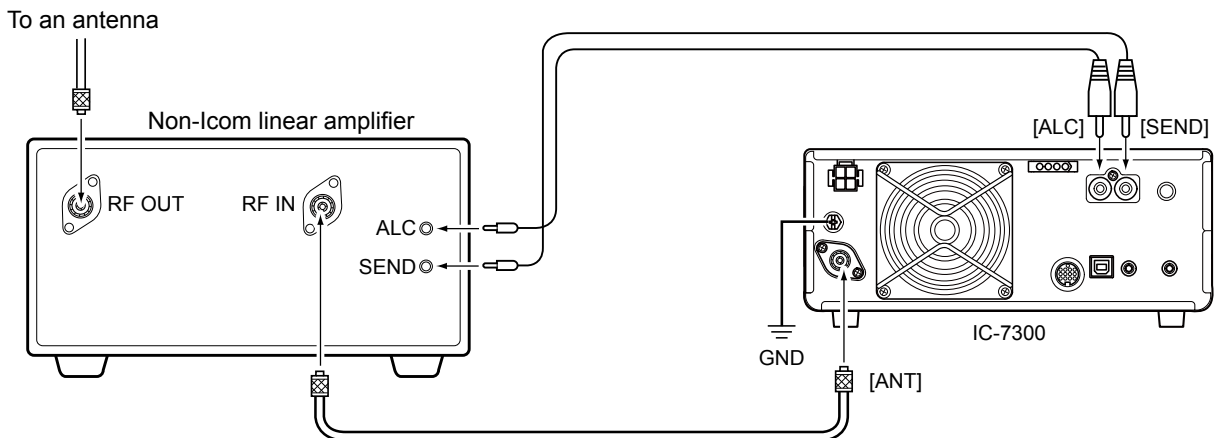 To an antenna
Non-Icom linear amplifier
RF OUT
RF IN
ALC
SEND
[ALC]
[SEND]
GND
IC-7300
[ANT]